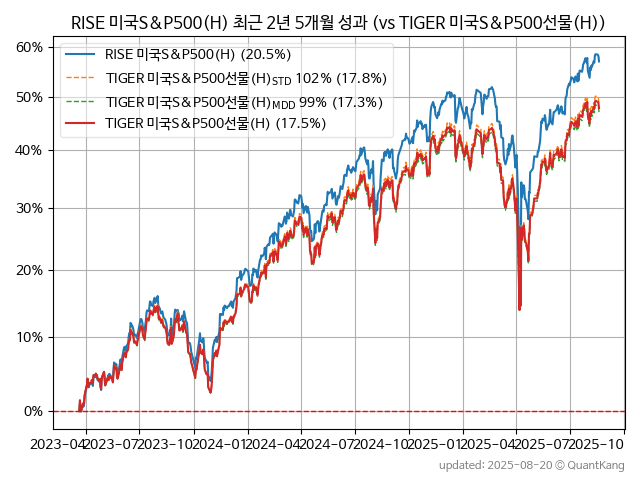 RISE 미국S&P500(H) 최근 2년 5개월 성과 (vs TIGER 미국S&P500선물(H))
60%
50%
40%
30%
20%
10%
0%
RISE 미국S&P500(H) (20.5%)
TIGER 미국S&P500선물(H)STD 102% (17.8%)
TIGER 미국S&P500선물(H)MDD 99% (17.3%)
TIGER 미국S&P500선물(H) (17.5%)
2023-04 2023-07 2023-10 2024-01 2024-04 2024-07 2024-10 2025-01 2025-04 2025-07 2025-10
updated: 2025-08-20 © QuantKang